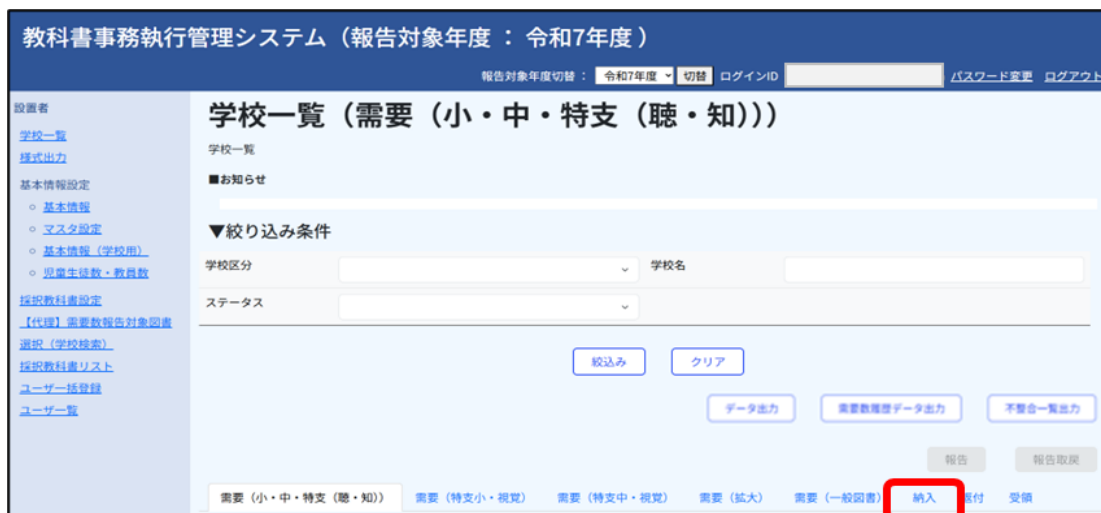 教科書事務執行管理システム（報告対象年度 ： 令和7年度 ）
報告対象年度切替 ： 令和7年度 切替 ログインID パスワード変更 ログアウト
設置者
学校一覧
様式出力
基本情報設定
基本情報
マスタ設定
基本情報（学校用）
児童生徒数・教員数
採択教科書設定
【代理】需要数報告対象図書
選択（学校検索）
採択教科書リスト
ユーザ一括登録
ユーザ一覧
学校一覧（需要（小・中・特支（聴・知）））
学校一覧
■お知らせ
▼絞り込み条件
学校区分 学校名
ステータス
絞込み クリア
データ出力 需要数履歴データ出力 不整合一覧出力
報告 報告取戻
需要（小・中・特支（聴・知）） 需要（特支小・視覚） 需要（特支中・視覚） 需要（拡大） 需要（一般図書） 納入 付 受領